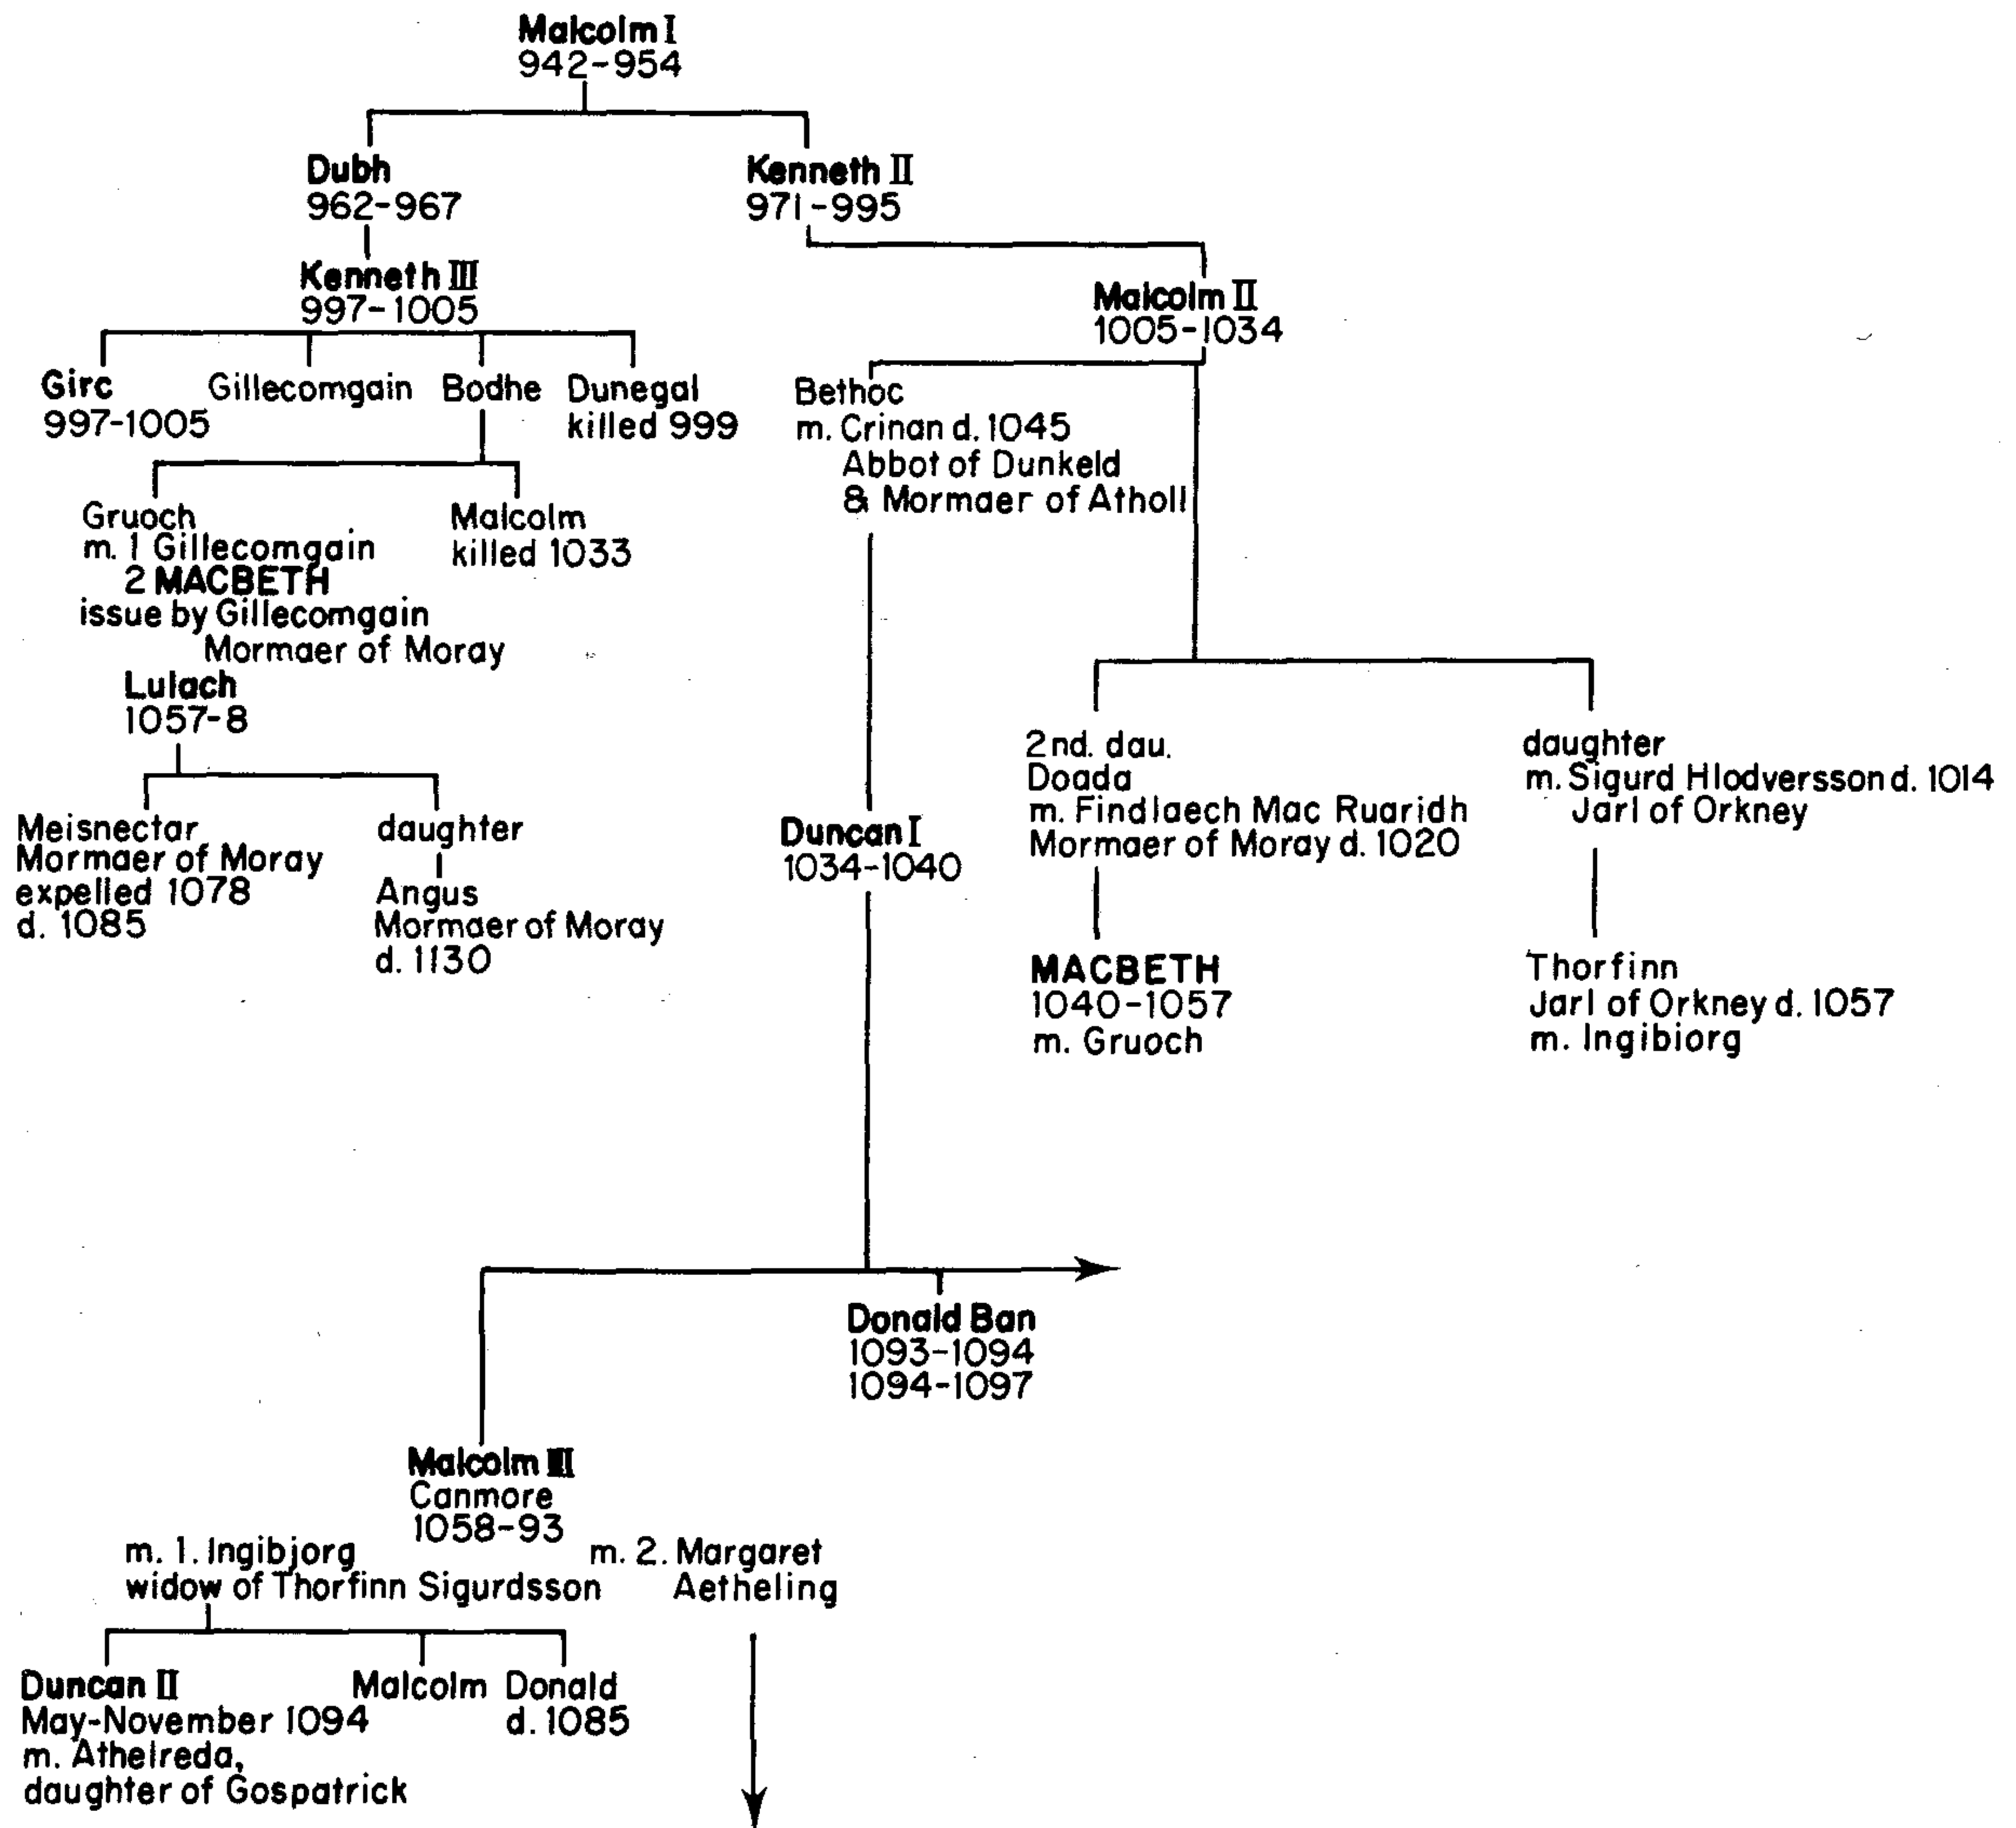 Malcolm I
942-954
Dubh
962-967
Kenneth II
971-995
Kenneth III
997-1005
Malcolm II
1005-1034
Girc
997-1005
Gillecomgain
Bodhe
Dunegal
killed 999
Bethoc
m. Crinan d. 1045
Abbot of Dunkeld
& Mormaer of Atholl
Gruoch
m. 1 Gillecomgain
2 MACBETH
issue by Gillecomgain
Mormaer of Moray
Malcolm
killed 1033
Lulach
1057-8
Meisnectar
Mormaer of Moray
expelled 1078
d. 1085
daughter
Angus
Mormaer of Moray
d. 1130
Duncan I
1034-1040
2nd. dau.
Doada
m. Findlaech Mac Ruaridh
Mormaer of Moray d. 1020
daughter
m. Sigurd Hlodversson d. 1014
Jarl of Orkney
MACBETH
1040-1057
m. Gruoch
Thorfinn
Jarl of Orkney d. 1057
m. Ingibiorg
Donald Ban
1093-1094
1094-1097
Malcolm III
Canmore
1058-93
m. 1. Ingibjorg
widow of Thorfinn Sigurdsson
m. 2. Margaret
Aetheling
Duncan II
May-November 1094
m. Athelreda,
daughter of Gospatrick
Malcolm
Donald
d. 1085